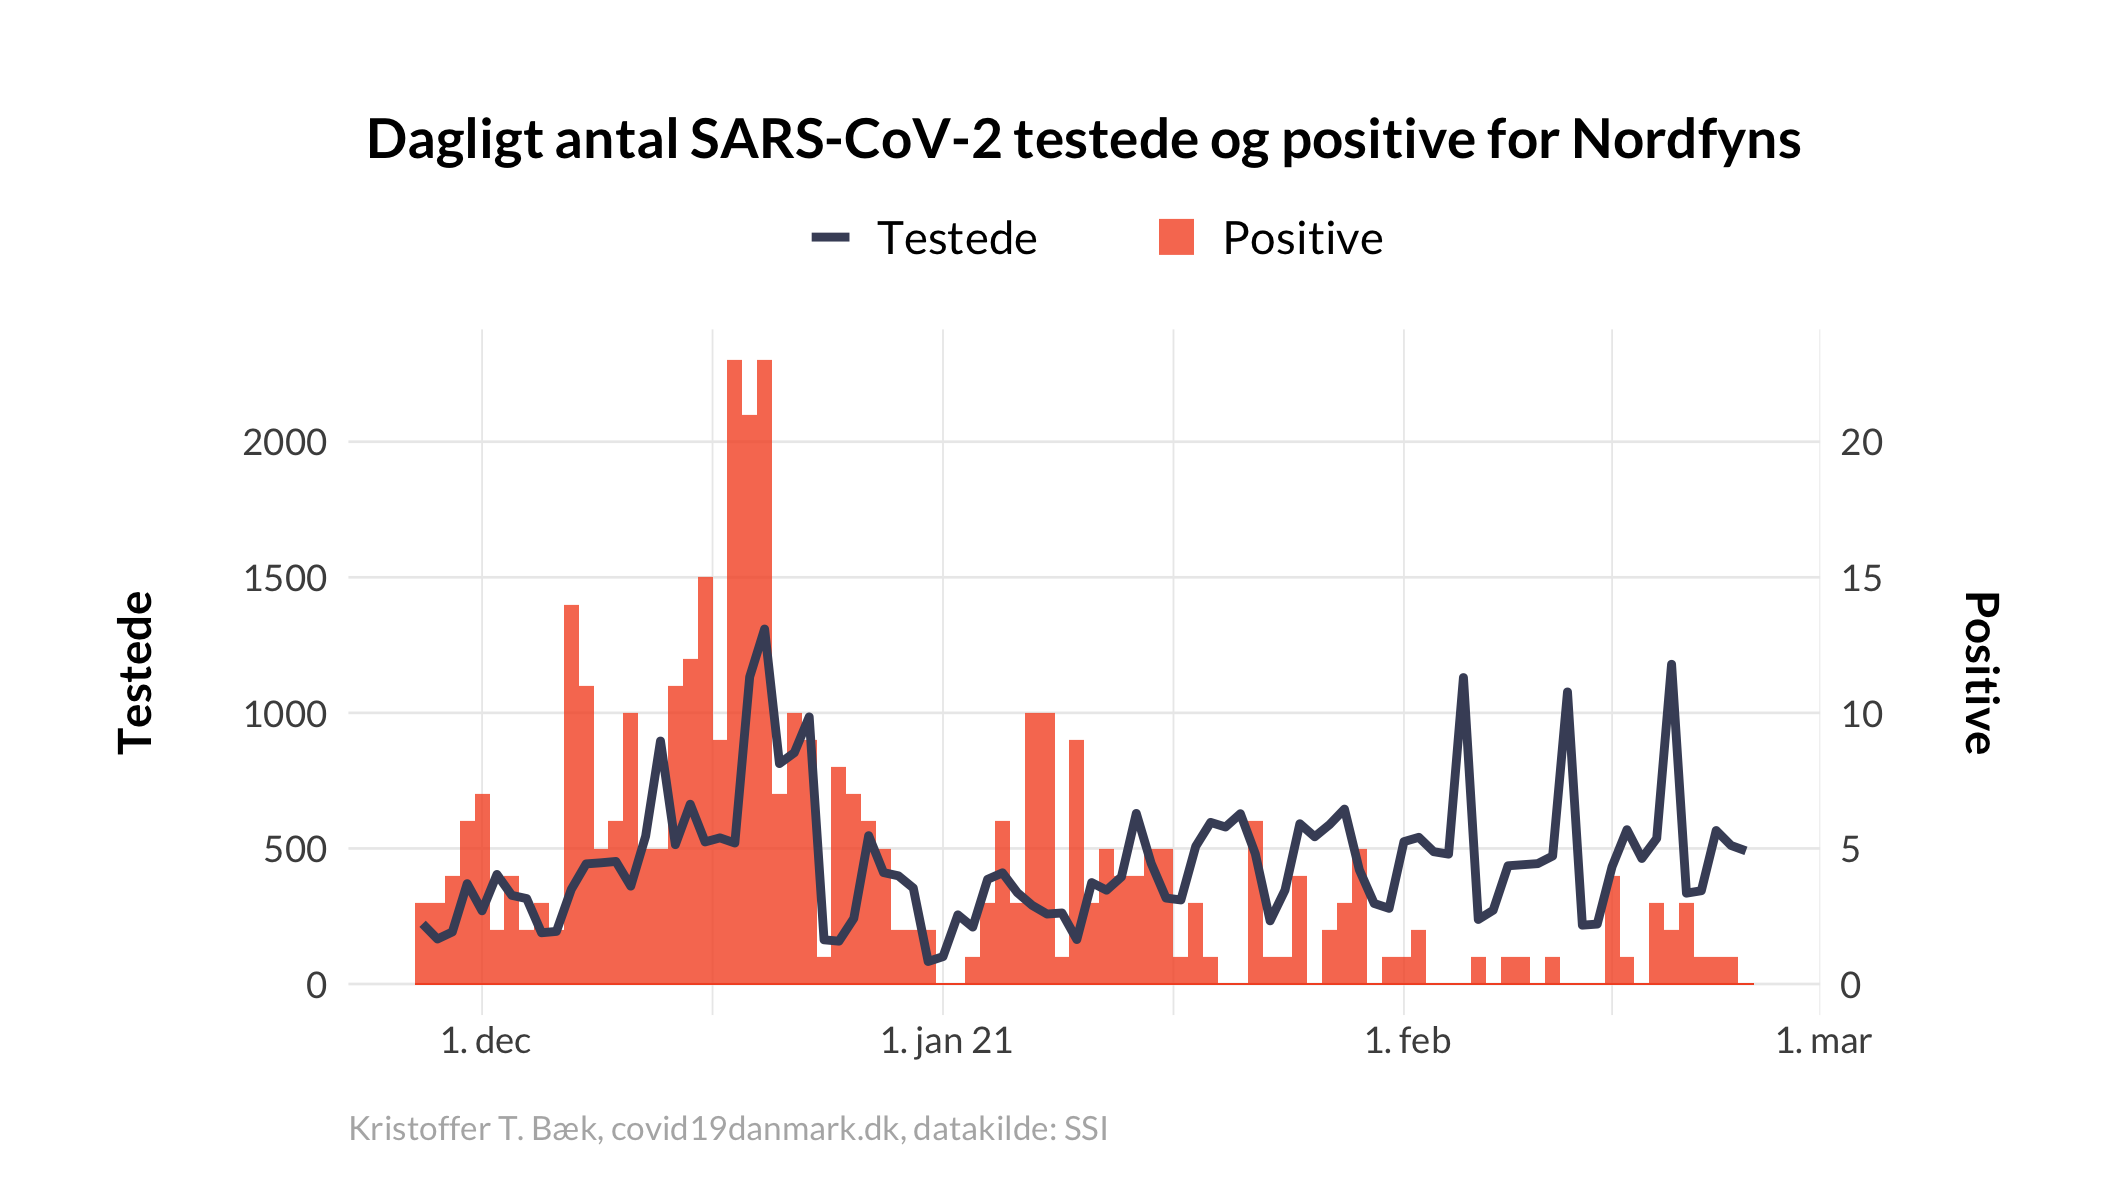 Dagligt antal SARS-CoV-2 testede og positive for Nordfyns
Testede
Positive
Testede
2000
1500
1000
500
0
20
15
10
5
0
Positive
1. dec
1. jan 21
1. feb
1. mar
Kristoffer T. Bæk, covid19danmark.dk, datakilde: SSI